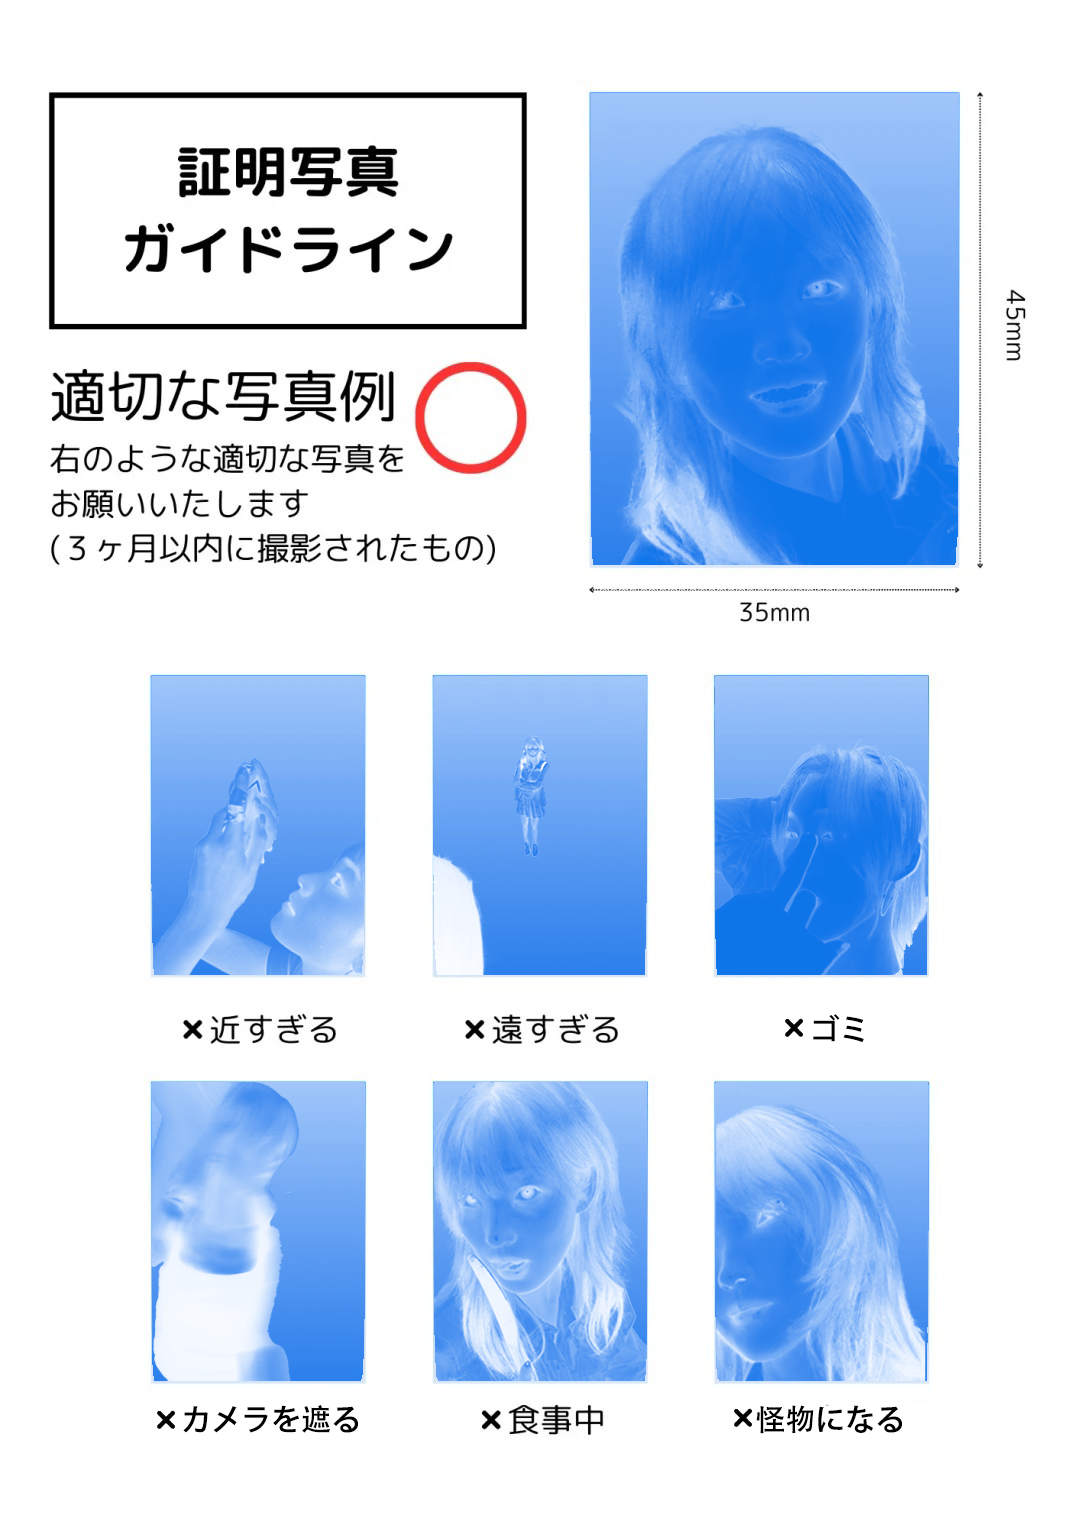 証明写真
ガイドライン
適切な写真例
右のような適切な写真を
お願いいたします
(３ヶ月以内に撮影されたもの)
45mm
35mm
×近すぎる
×遠すぎる
×ゴミ
×カメラを遮る
×食事中
×怪物になる